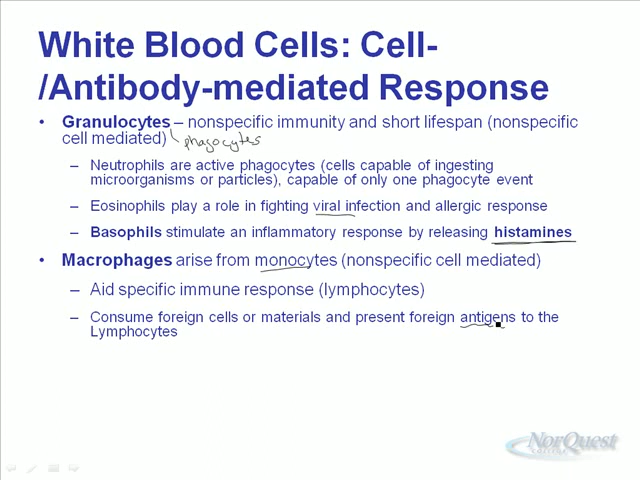 White Blood Cells: Cell-
/Antibody-mediated Response
• Granulocytes – nonspecific immunity and short lifespan (nonspecific
cell mediated)
phagocytes
– Neutrophils are active phagocytes (cells capable of ingesting
microorganisms or particles), capable of only one phagocyte event
– Eosinophils play a role in fighting viral infection and allergic response
– Basophils stimulate an inflammatory response by releasing histamines
• Macrophages arise from monocytes (nonspecific cell mediated)
– Aid specific immune response (lymphocytes)
– Consume foreign cells or materials and present foreign antigens to the
Lymphocytes
NorQuest
COLLEGE